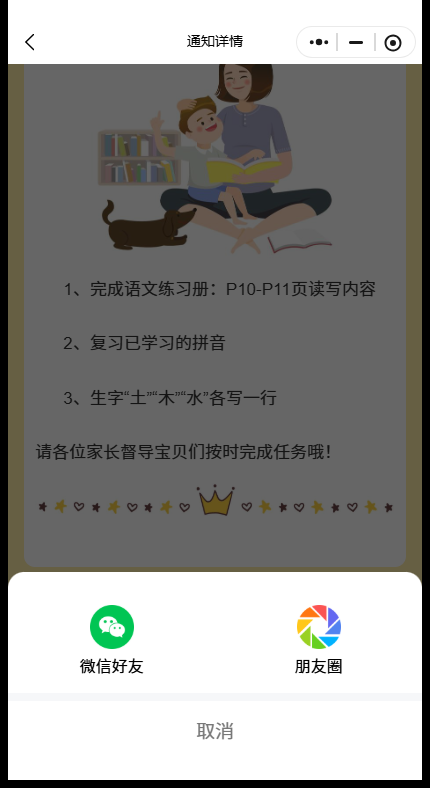 通知详情
1、完成语文练习册：P10-P11页读写内容
2、复习已学习的拼音
3、生字“土”“木”“水”各写一行
请各位家长督导宝贝们按时完成任务哦！
微信好友
朋友圈
取消